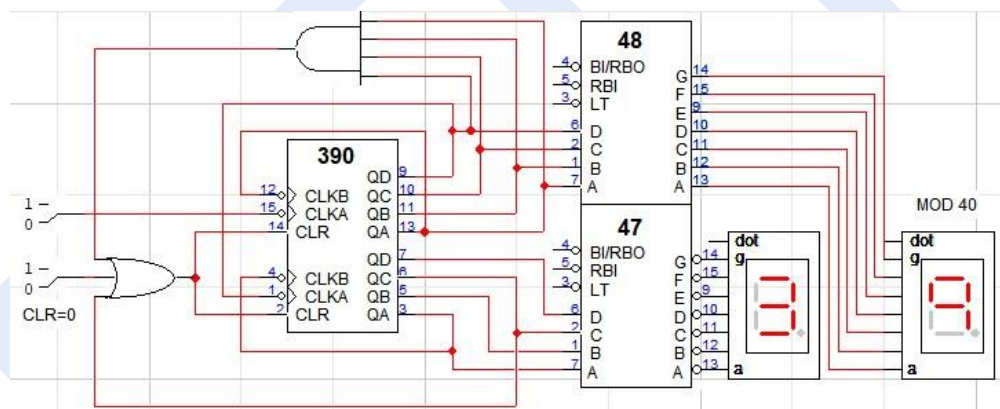 48
4 BI/RBO
5 RBI
3 LT
6 D
2 C
1 B
7 A
G 14
F 15
E 9
D 10
C 11
B 12
A 13
390
12 CLKB
15 CLKA
14 CLR
QD 9
QC 10
QB 11
QA 13
4 CLKB
1 CLKA
2 CLR
QD 7
QC 6
QB 5
QA 3
1
0
1
0
CLR=0
47
4 BI/RBO
5 RBI
3 LT
6 D
2 C
1 B
7 A
G 14
F 15
E 9
D 10
C 11
B 12
A 13
dot
g
3
a
MOD 40
dot
g
9
a